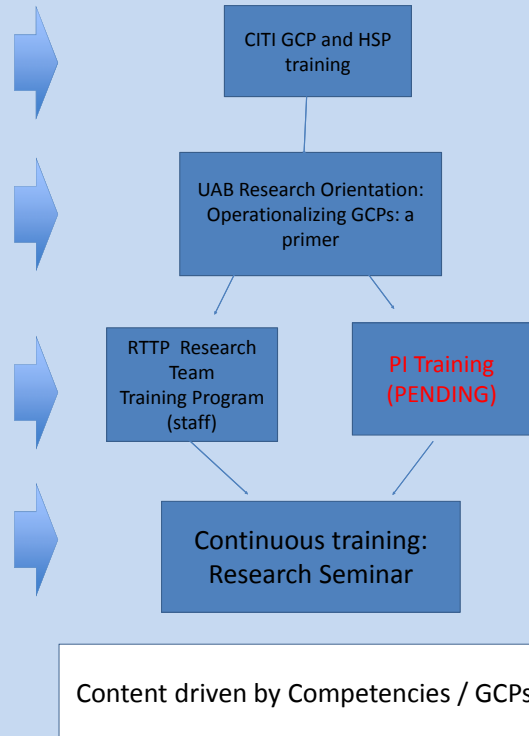 CITI GCP and HSP
training
UAB Research Orientation:
Operationalizing GCPs: a
primer
RTTP Research
Team
Training Program
(staff)
PI Training
(PENDING)
Continuous training:
Research Seminar
Content driven by Competencies / GCPs